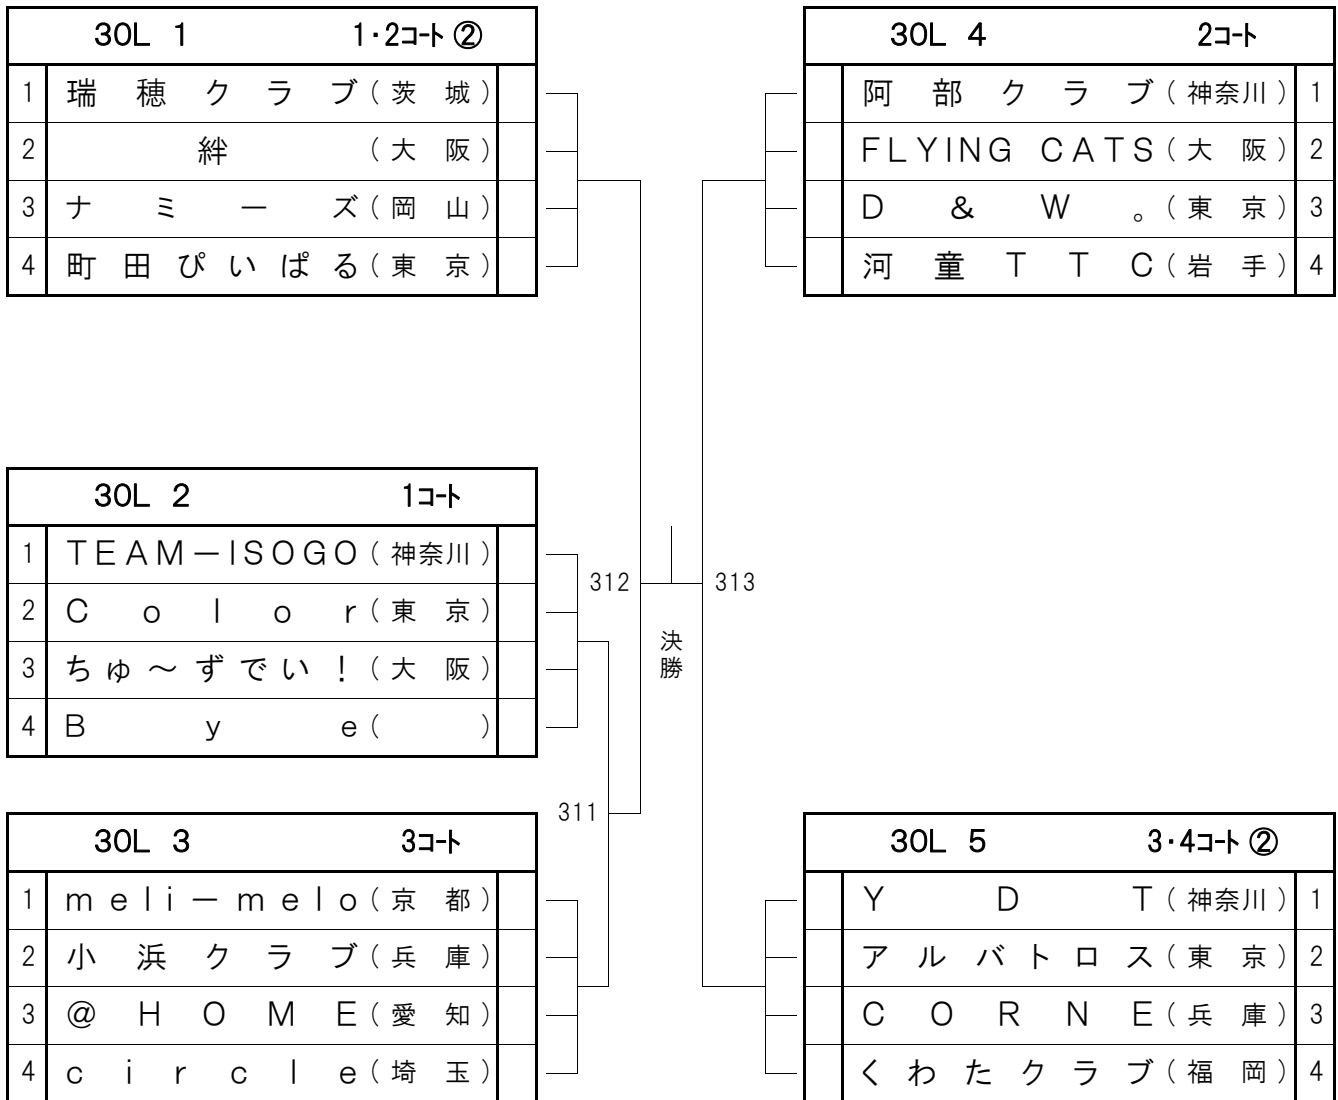 30L 1 1・2コート ②
1 瑞穂クラブ(茨城)
2 絆(大阪)
3 ナミーズ(岡山)
4 町田ぴいぱる(東京)
30L 2 1コート
1 TEAM－ISOGO(神奈川)
2 Color(東京)
3 ちゅ～ずでい！(大阪)
4 Bye( )
30L 3 3コート
1 meli－melo(京都)
2 小浜クラブ(兵庫)
3 @HOME(愛知)
4 circle(埼玉)
311
312
決勝
313
30L 4 2コート
阿部クラブ(神奈川) 1
FLYING CATS(大阪) 2
D&W。(東京) 3
河童TTC(岩手) 4
30L 5 3・4コート ②
YDT(神奈川) 1
アルバトロス(東京) 2
CORNE(兵庫) 3
くわたクラブ(福岡) 4